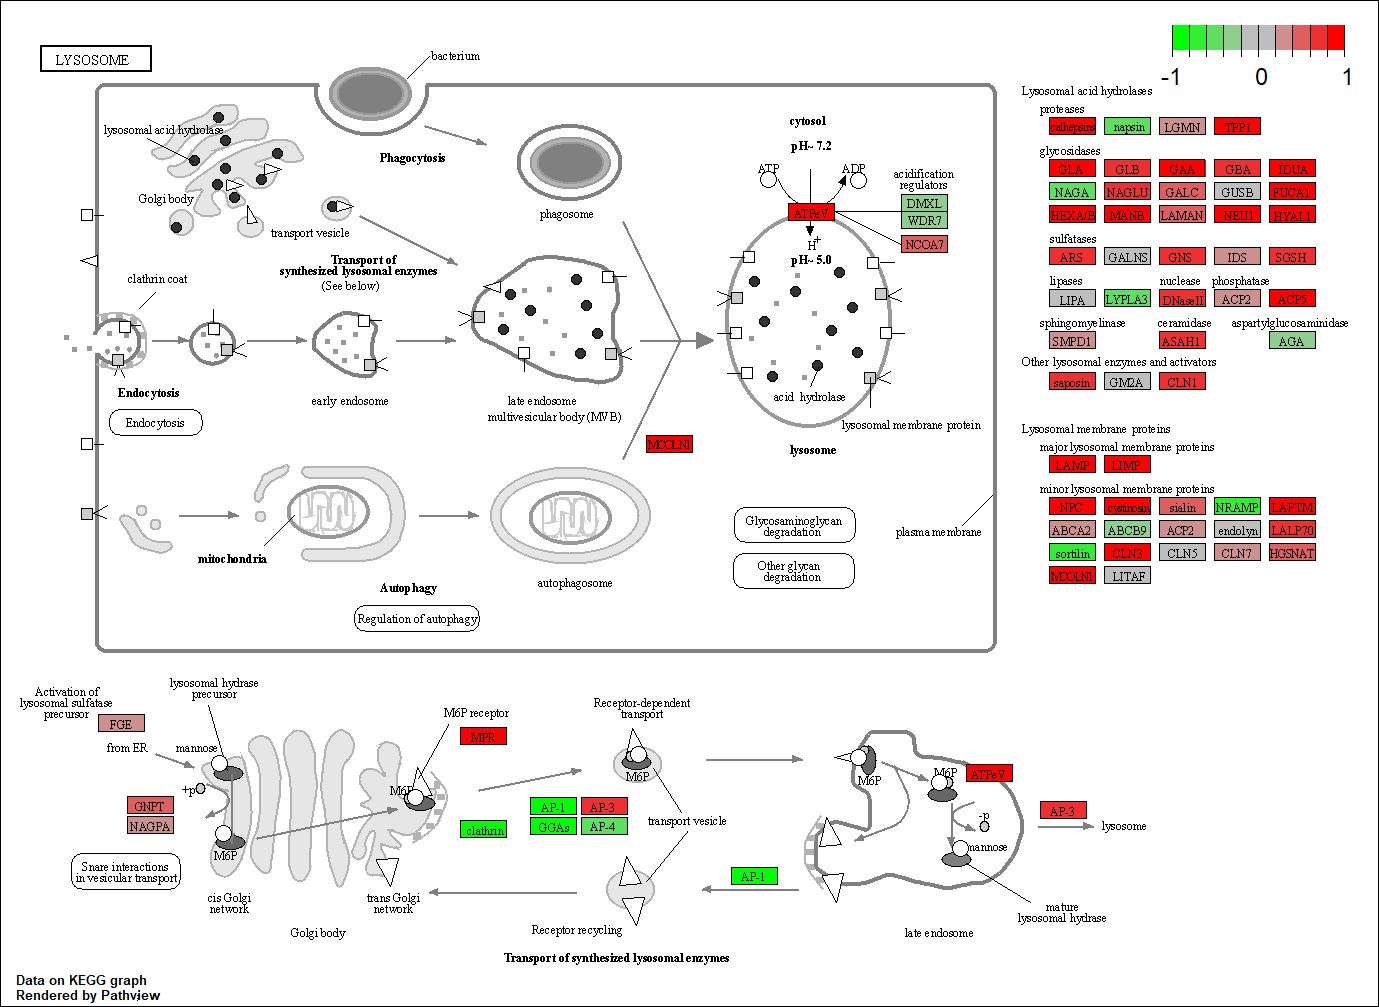 LYSOSOME
bacterium
-1 0 1
lysosomal acid hydrolase
Golgi body
Phagocytosis
phagosome
transport vesicle
Transport of
synthesized lysosomal enzymes
(See below)
clathrin coat
Endocytosis
Endocytosis
early endosome
late endosome
multivesicular body (MVB)
cytosol
pH~ 7.2
ATP
ADP
ATPeV
H+
pH~ 5.0
acidification
regulators
DMXL
WDR7
NCOA7
acid hydrolase
lysosomal membrane protein
lysosome
MCOLN1
mitochondria
Autophagy
Regulation of autophagy
autophagosome
Glycosaminoglycan
degradation
Other glycan
degradation
plasma membrane
Lysosomal acid hydrolases
proteases
cathepsins napsin LGMN TPP1
glycosidases
GLA GLB GAA GBA IDUA
NAGA NAGLU GALC GUSB FUCA1
HEXA/B MANB LAMAN NEU1 HYAL1
sulfatases
ARS GALNS GNS IDS SGSH
lipases nuclease phosphatase
LIPA LYPLA3 DNaseII ACP2 ACP5
sphingomyelinase ceramidase aspartylglucosaminidase
SMPD1 ASAH1 AGA
Other lysosomal enzymes and activators
saposin GM2A CLN1
Lysosomal membrane proteins
major lysosomal membrane proteins
LAMP LIMP
minor lysosomal membrane proteins
NPC cystinosin sialin NRAMP LAPTM
ABCA2 ABCB9 ACP2 endolyn LALP70
sortilin CLN3 CLN5 CLN7 HGSNAT
MCOLN1 LITAF
Activation of
lysosomal sulfatase
precursor
FGE
lysosomal hydrase
precursor
from ER
mannose
+p
GNPT
NAGPA
M6P
Snare interactions
in vesicular transport
cis Golgi
network
Golgi body
trans Golgi
network
M6P receptor
MPR
M6P
clathrin
AP-1 AP-3
GGAs AP-4
Receptor-dependent
transport
M6P
transport vesicle
Receptor recycling
AP-1
M6P
M6P
ATPeV
-p
mannose
AP-3
lysosome
mature
lysosomal hydrase
late endosome
Transport of synthesized lysosomal enzymes
Data on KEGG graph
Rendered by Pathview